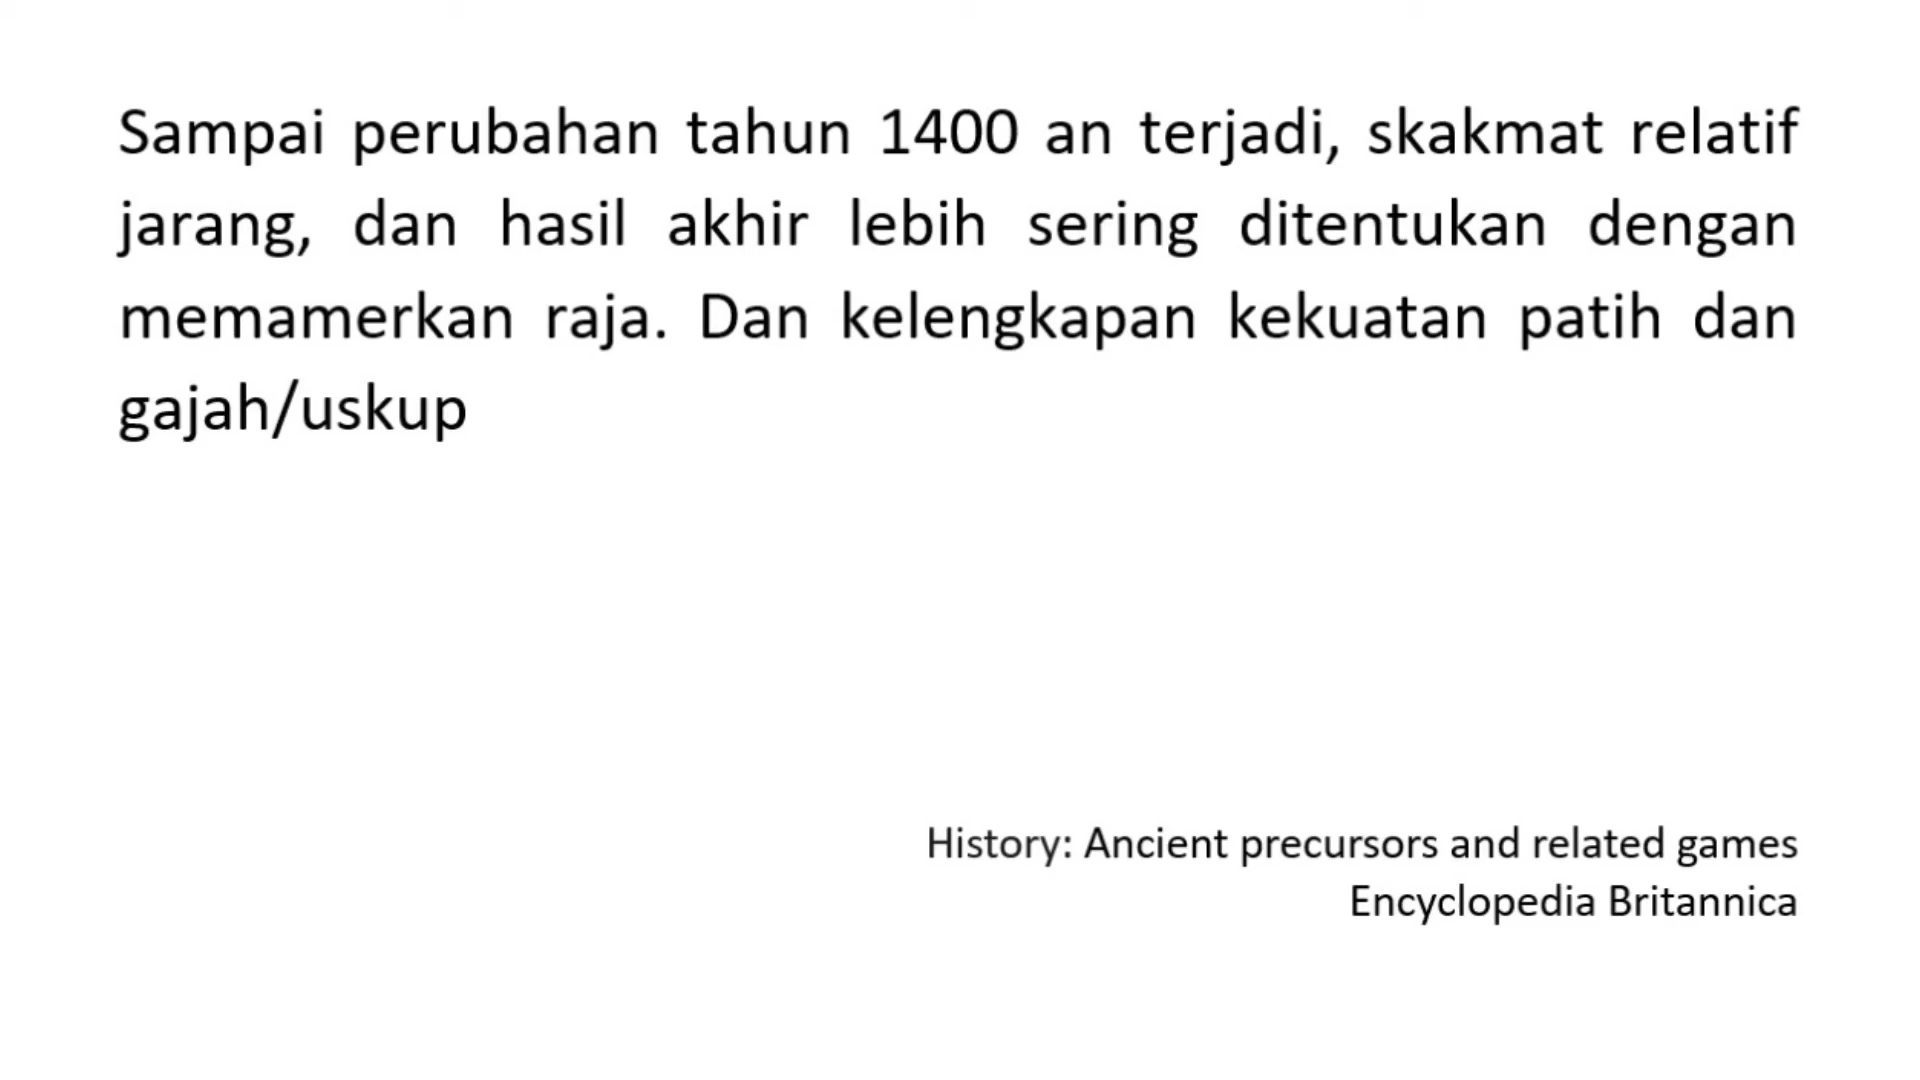 Sampai perubahan tahun 1400 an terjadi, skakmat relatif
jarang, dan hasil akhir lebih sering ditentukan dengan
memamerkan raja. Dan kelengkapan kekuatan patih dan
gajah/uskup
History: Ancient precursors and related games
Encyclopedia Britannica